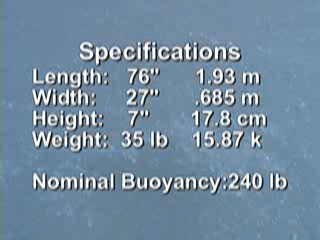 Specifications
Length: 76" 1.93 m
Width: 27" .685 m
Height: 7" 17.8 cm
Weight: 35 lb 15.87 k
Nominal Buoyancy:240 lb